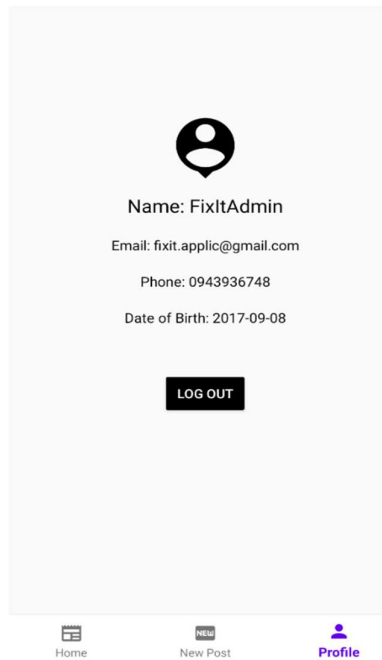 Name: FixItAdmin
Email: fixit.applic@gmail.com
Phone: 0943936748
Date of Birth: 2017-09-08
LOG OUT
NEW
Home
New Post
Profile